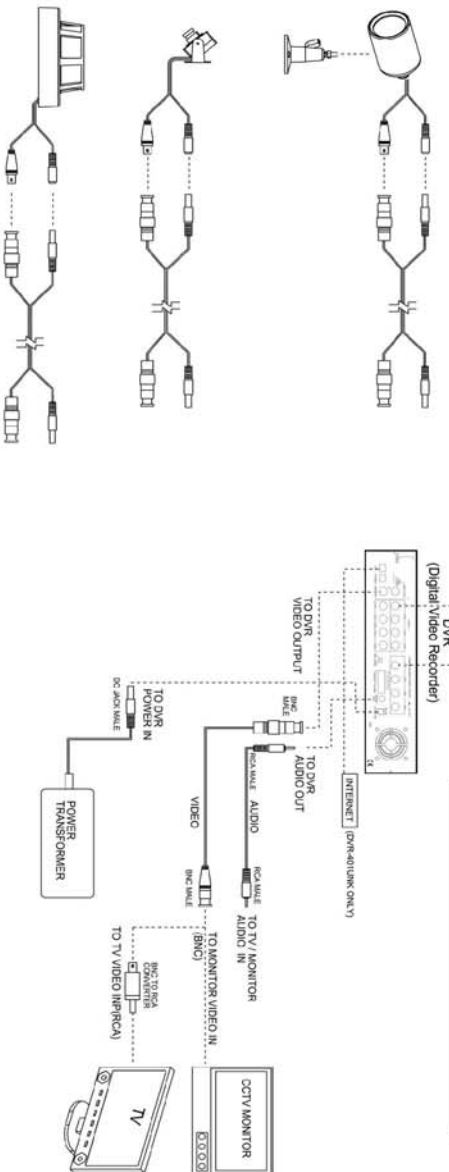 DVR
(Digital Video Recorder)
TO DVR
VIDEO OUTPUT
INTERNET
(DVR-401UNK ONLY)
TO DVR
AUDIO OUT
BNC
MALE
RCA MALE
AUDIO
RCA MALE
TO TV / MONITOR
AUDIO IN
TO DVR
POWER IN
DC JACK MALE
POWER
TRANSFORMER
VIDEO
BNC MALE
TO MONITOR VIDEO IN
(BNC)
BNC TO RCA
CONVERTER
TO TV VIDEO INP(RCA)
CCTV MONITOR
TV